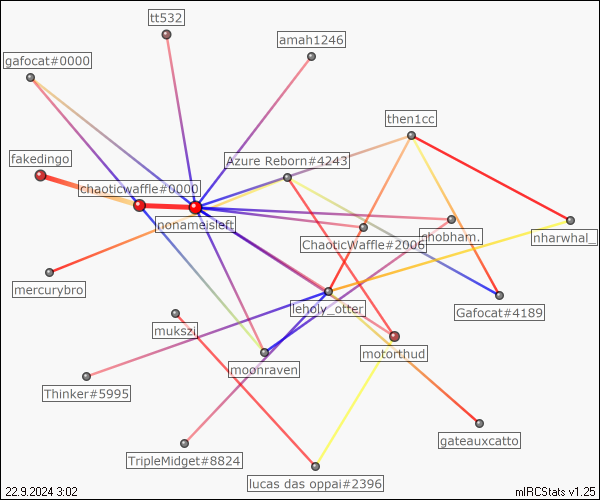 tt532
amah1246
gafocat#0000
then1cc
fakedingo
Azure Reborn#4243
chaoticwaffle#0000
nonameisleft
ChaoticWaffle#2006
nhobham.
nharwhal_
mercurybro
leholy_otter
Gafocat#4189
mukszi
motorthud
moonraven
Thinker#5995
gateauxcatto
TripleMidget#8824
lucas das oppai#2396
22.9.2024 3:02
mIRCStats v1.25